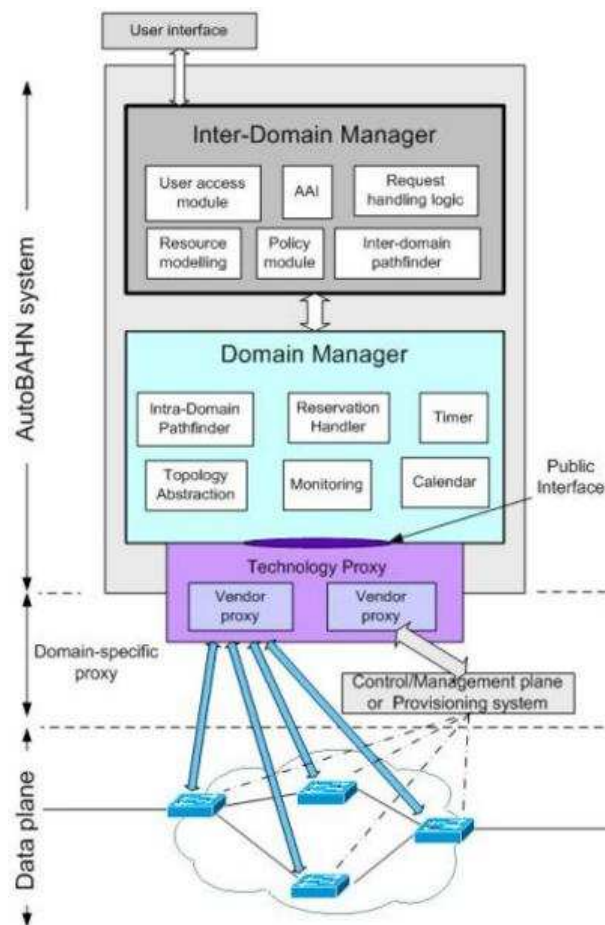 User interface
Inter-Domain Manager
User access
module
AAI
Request
handling logic
Resource
modelling
Policy
module
Inter-domain
pathfinder
AutoBAHN system
Domain Manager
Intra-Domain
Pathfinder
Reservation
Handler
Timer
Topology
Abstraction
Monitoring
Calendar
Public
Interface
Technology Proxy
Vendor
proxy
Vendor
proxy
Domain-specific
proxy
Control/Management plane
or Provisioning system
Data plane